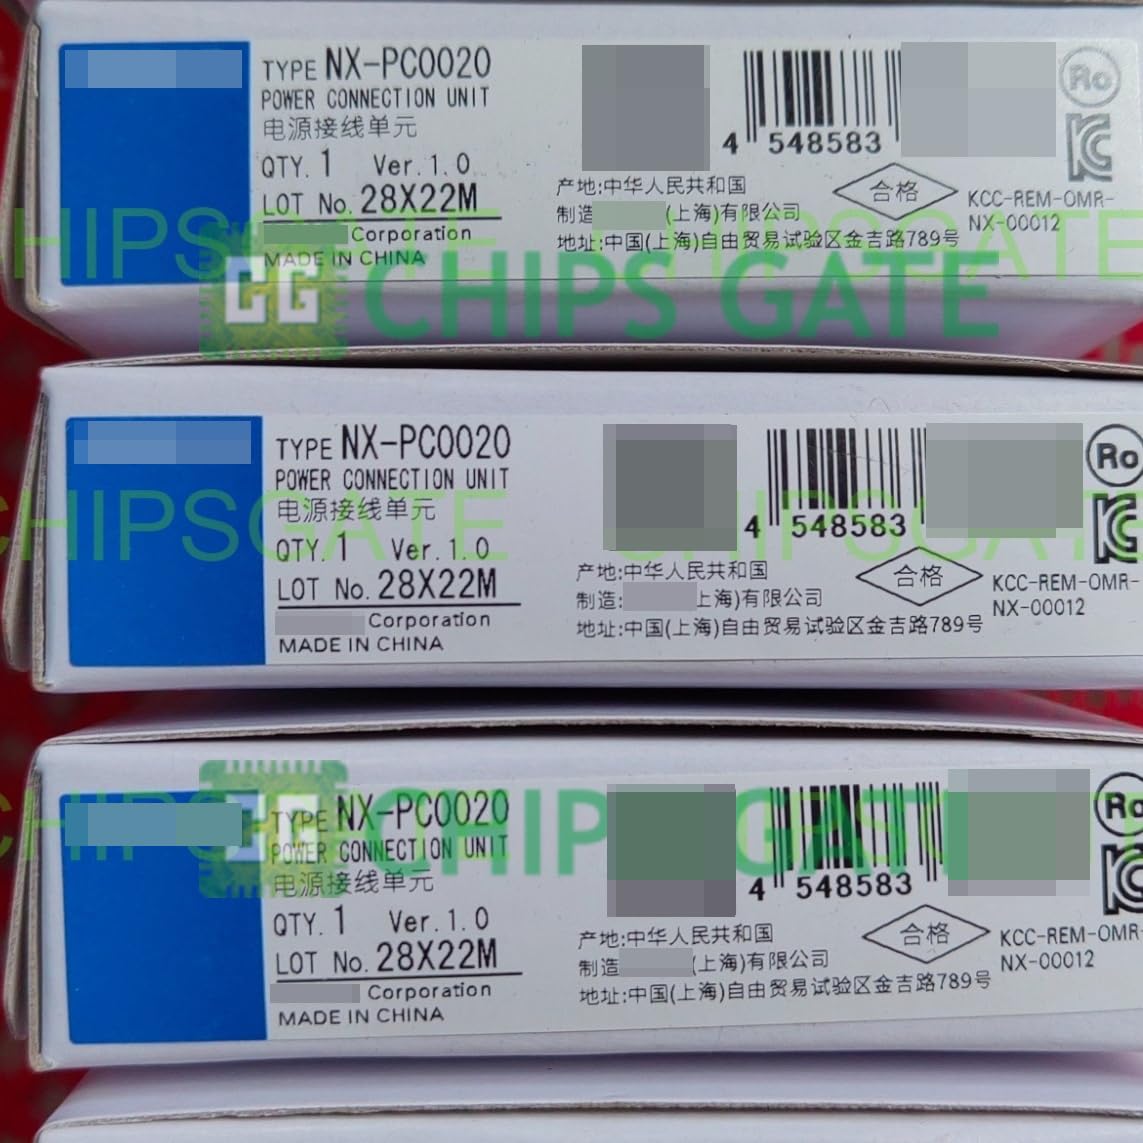 TYPE NX-PC0020
POWER CONNECTION UNIT
电源接线单元
QTY. 1 Ver.1.0
LOT No. 28X22M
Corporation
MADE IN CHINA
4 548583
产地:中华人民共和国
制造 (上海)有限公司
地址:中国(上海)自由贸易试验区金吉路789号
合格
Ro
KCC-REM-OMR-
NX-00012
CHIPSGATE
CHIPSGATE
CG CHIPS GATE
TYPE NX-PC0020
POWER CONNECTION UNIT
电源接线单元
QTY. 1 Ver.1.0
LOT No. 28X22M
Corporation
MADE IN CHINA
4 548583
产地:中华人民共和国
制造: 上海)有限公司
地址:中国(上海)自由贸易试验区金吉路789号
合格
Ro
KCC-REM-OMR-
NX-00012
CHIPSGATE
CHIPSGATE
TYPE NX-PC0020
POWER CONNECTION UNIT
电源接线单元
QTY. 1 Ver.1.0
LOT No. 28X22M
Corporation
MADE IN CHINA
4 548583
产地:中华人民共和国
制造 (上海)有限公司
地址:中国(上海)自由贸易试验区金吉路789号
合格
Ro
KCC-REM-OMR-
NX-00012
CG CHIPS GATE